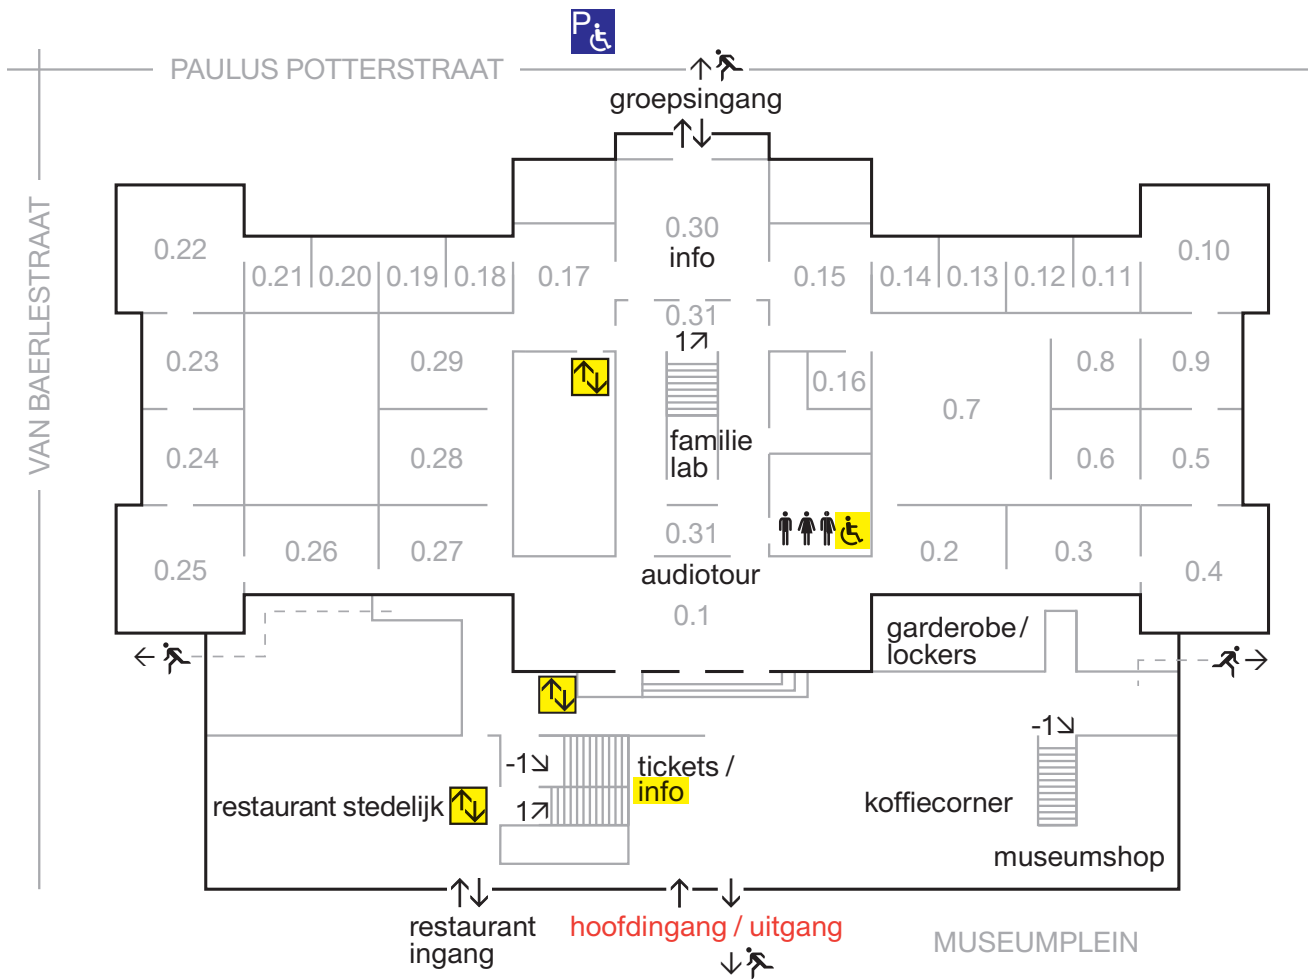 P
PAULUS POTTERSTRAAT
groepsingang
VAN BAERLESTRAAT
0.22
0.21
0.20
0.19
0.18
0.17
0.30
info
0.15
0.14
0.13
0.12
0.11
0.10
0.31
1
0.23
0.29
0.16
0.8
0.9
0.7
familie
lab
0.24
0.28
0.6
0.5
0.31
0.25
0.26
0.27
0.2
0.3
0.4
audiotour
0.1
garderobe /
lockers
-1
-1
tickets /
info
restaurant stedelijk
1
koffiecorner
museumshop
restaurant
ingang
hoofdingang / uitgang
MUSEUMPLEIN